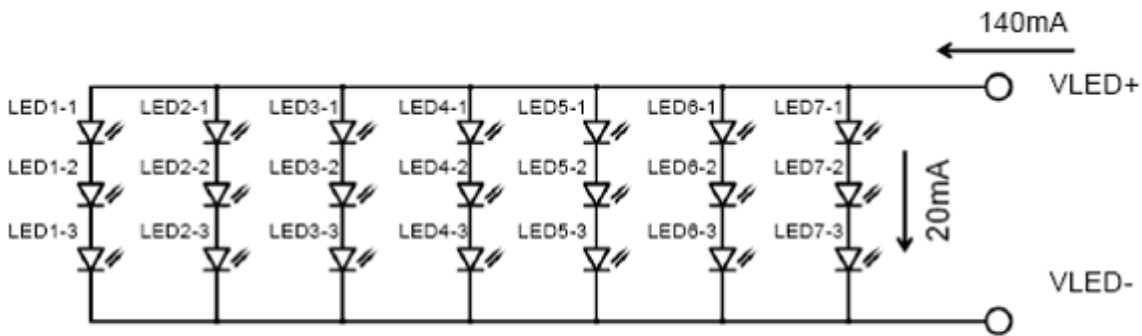 140mA
VLED+
LED1-1 LED2-1 LED3-1 LED4-1 LED5-1 LED6-1 LED7-1
LED1-2 LED2-2 LED3-2 LED4-2 LED5-2 LED6-2 LED7-2
20mA
LED1-3 LED2-3 LED3-3 LED4-3 LED5-3 LED6-3 LED7-3
VLED-